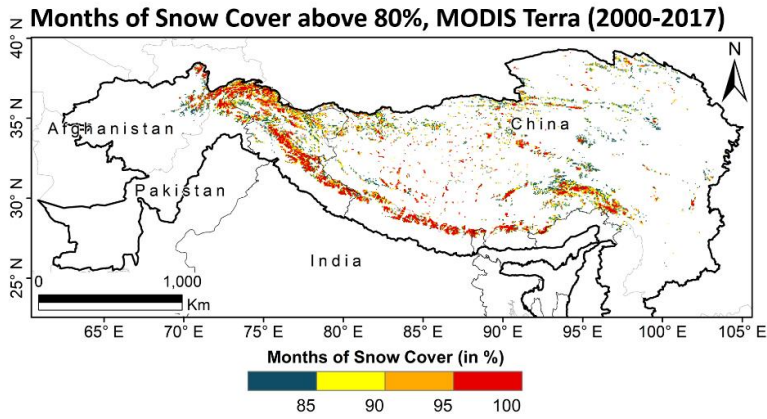 Months of Snow Cover above 80%, MODIS Terra (2000-2017)
40° N
N
35° N
Afghanistan
China
Pakistan
30° N
India
25° N
0 1,000
Km
65° E 70° E 75° E 80° E 85° E 90° E 95° E 100° E 105° E
Months of Snow Cover (in %)
85 90 95 100